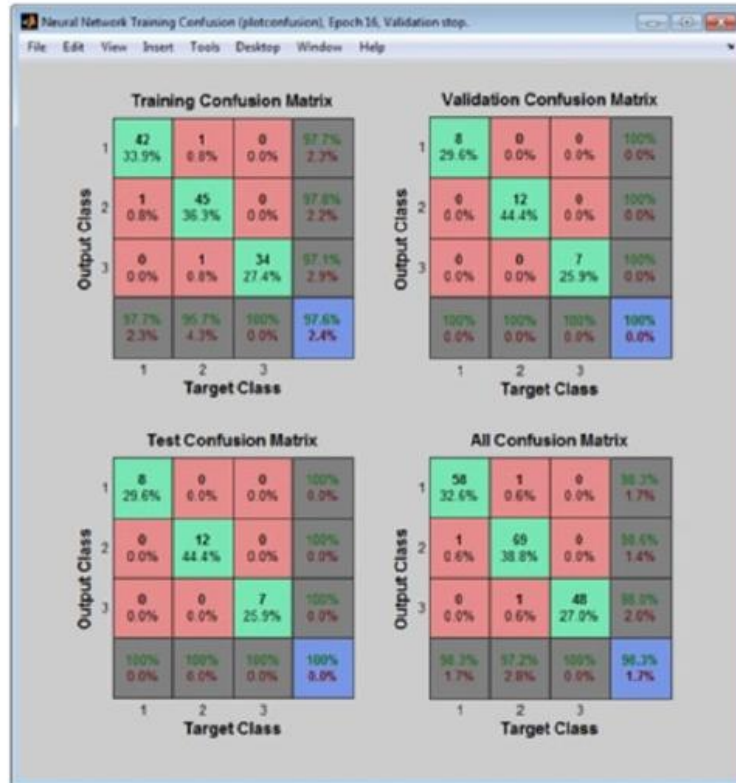 Neural Network Training Confusion (plotconfusion), Epoch 16, Validation stop.
File Edit View Insert Tools Desktop Window Help
Training Confusion Matrix
Output Class
1
42 1 0 97.7%
33.9% 0.8% 0.0% 2.3%
2
1 45 0 97.8%
0.8% 36.3% 0.0% 2.2%
3
0 1 34 97.1%
0.0% 0.8% 27.4% 2.9%
97.7% 95.7% 100% 97.6%
2.3% 4.3% 0.0% 2.4%
1 2 3
Target Class
Validation Confusion Matrix
Output Class
1
8 0 0 100%
29.6% 0.0% 0.0% 0.0%
2
0 12 0 100%
0.0% 44.4% 0.0% 0.0%
3
0 0 7 100%
0.0% 0.0% 25.9% 0.0%
100% 100% 100% 100%
0.0% 0.0% 0.0% 0.0%
1 2 3
Target Class
Test Confusion Matrix
Output Class
1
8 0 0 100%
29.6% 0.0% 0.0% 0.0%
2
0 12 0 100%
0.0% 44.4% 0.0% 0.0%
3
0 0 7 100%
0.0% 0.0% 25.9% 0.0%
100% 100% 100% 100%
0.0% 0.0% 0.0% 0.0%
1 2 3
Target Class
All Confusion Matrix
Output Class
1
58 1 0 98.3%
32.6% 0.6% 0.0% 1.7%
2
1 69 0 98.6%
0.6% 38.8% 0.0% 1.4%
3
0 1 48 98.0%
0.0% 0.6% 27.0% 2.0%
98.3% 97.2% 100% 98.3%
1.7% 2.8% 0.0% 1.7%
1 2 3
Target Class